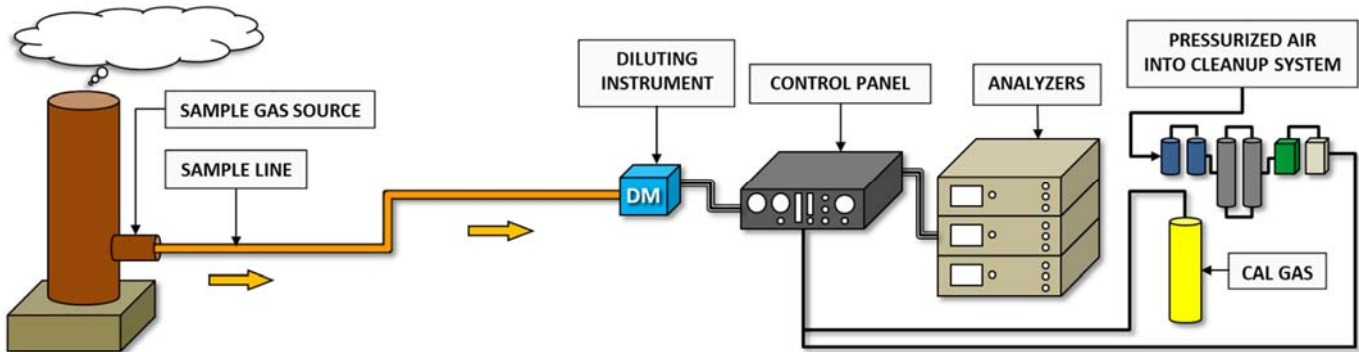 PRESSURIZED AIR
INTO CLEANUP SYSTEM
DILUTING
INSTRUMENT
CONTROL PANEL
ANALYZERS
SAMPLE GAS SOURCE
SAMPLE LINE
DM
CAL GAS